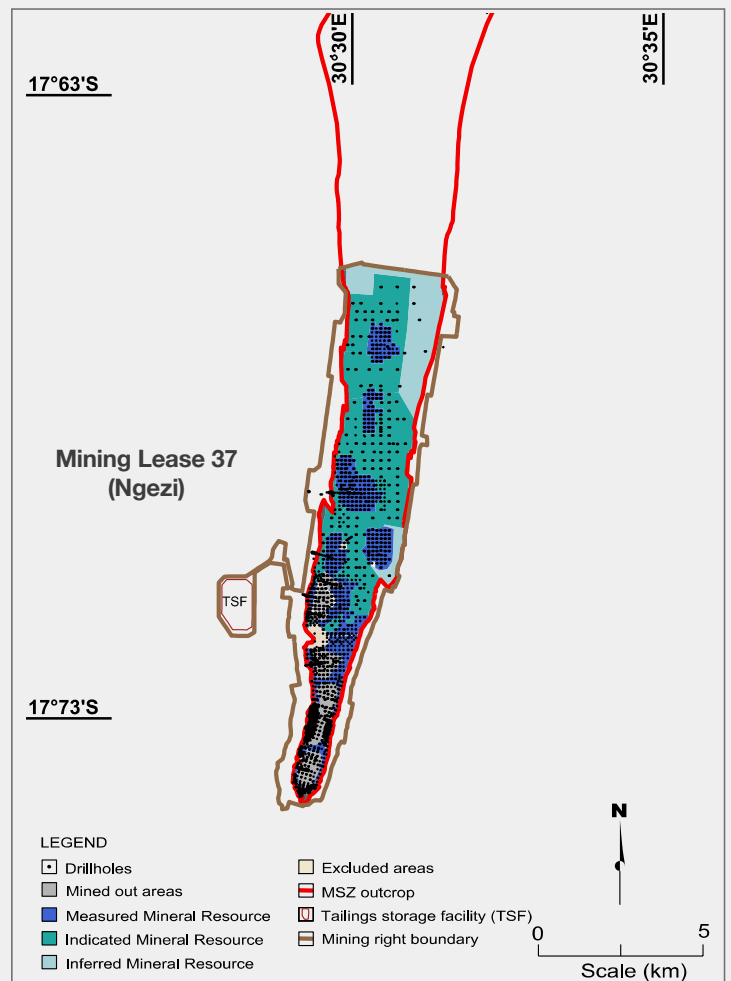 30°30'E
30°35'E
17°63'S
Mining Lease 37
(Ngezi)
TSF
17°73'S
N
LEGEND
Drillholes
Mined out areas
Measured Mineral Resource
Indicated Mineral Resource
Inferred Mineral Resource
Excluded areas
MSZ outcrop
Tailings storage facility (TSF)
Mining right boundary
0 5
Scale (km)